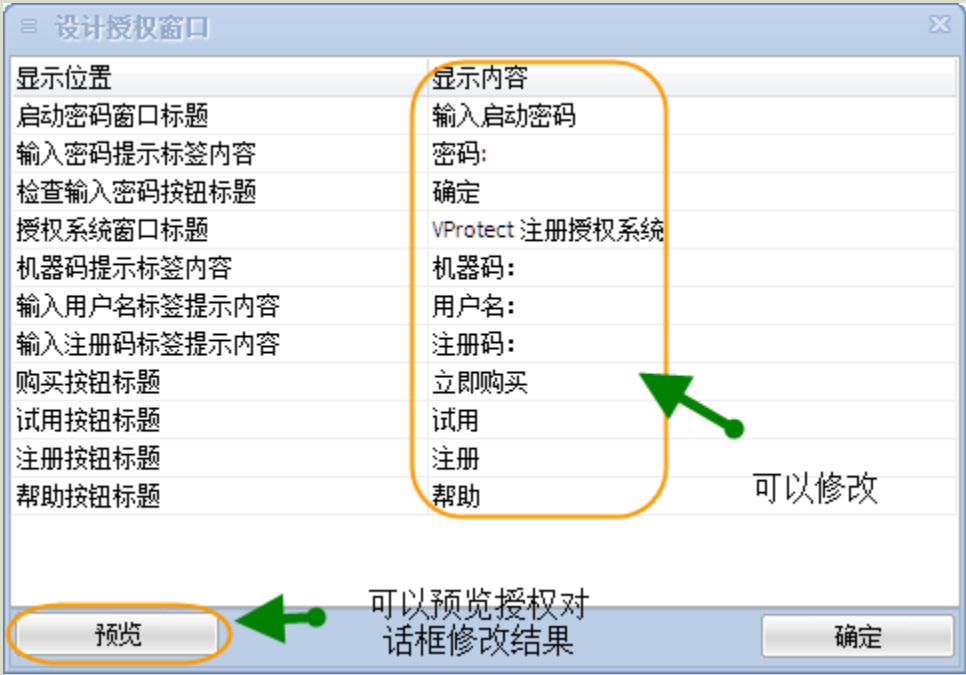 设计授权窗口
显示位置 显示内容
启动密码窗口标题 输入启动密码
输入密码提示标签内容 密码:
检查输入密码按钮标题 确定
授权系统窗口标题 VProtect 注册授权系统
机器码提示标签内容 机器码：
输入用户名标签提示内容 用户名：
输入注册码标签提示内容 注册码：
购买按钮标题 立即购买
试用按钮标题 试用
注册按钮标题 注册
帮助按钮标题 帮助
可以修改
可以预览授权对
话框修改结果
预览
确定